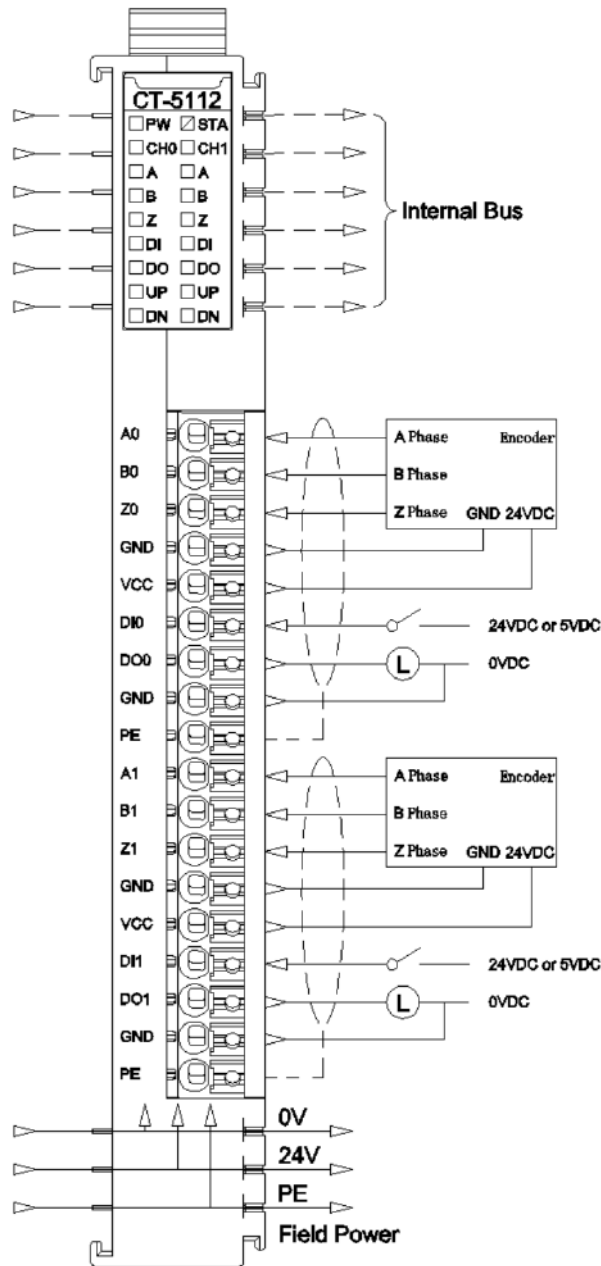 CT-5112
PW STA
CH0 CH1
A A
B B
Z Z
DI DI
DO DO
UP UP
DN DN
Internal Bus
A0 A Phase Encoder
B0 B Phase
Z0 Z Phase GND 24VDC
GND
VCC
DI0 24VDC or 5VDC
DO0 L 0VDC
GND
PE
A1 A Phase Encoder
B1 B Phase
Z1 Z Phase GND 24VDC
GND
VCC
DI1 24VDC or 5VDC
DO1 L 0VDC
GND
PE
0V
24V
PE
Field Power